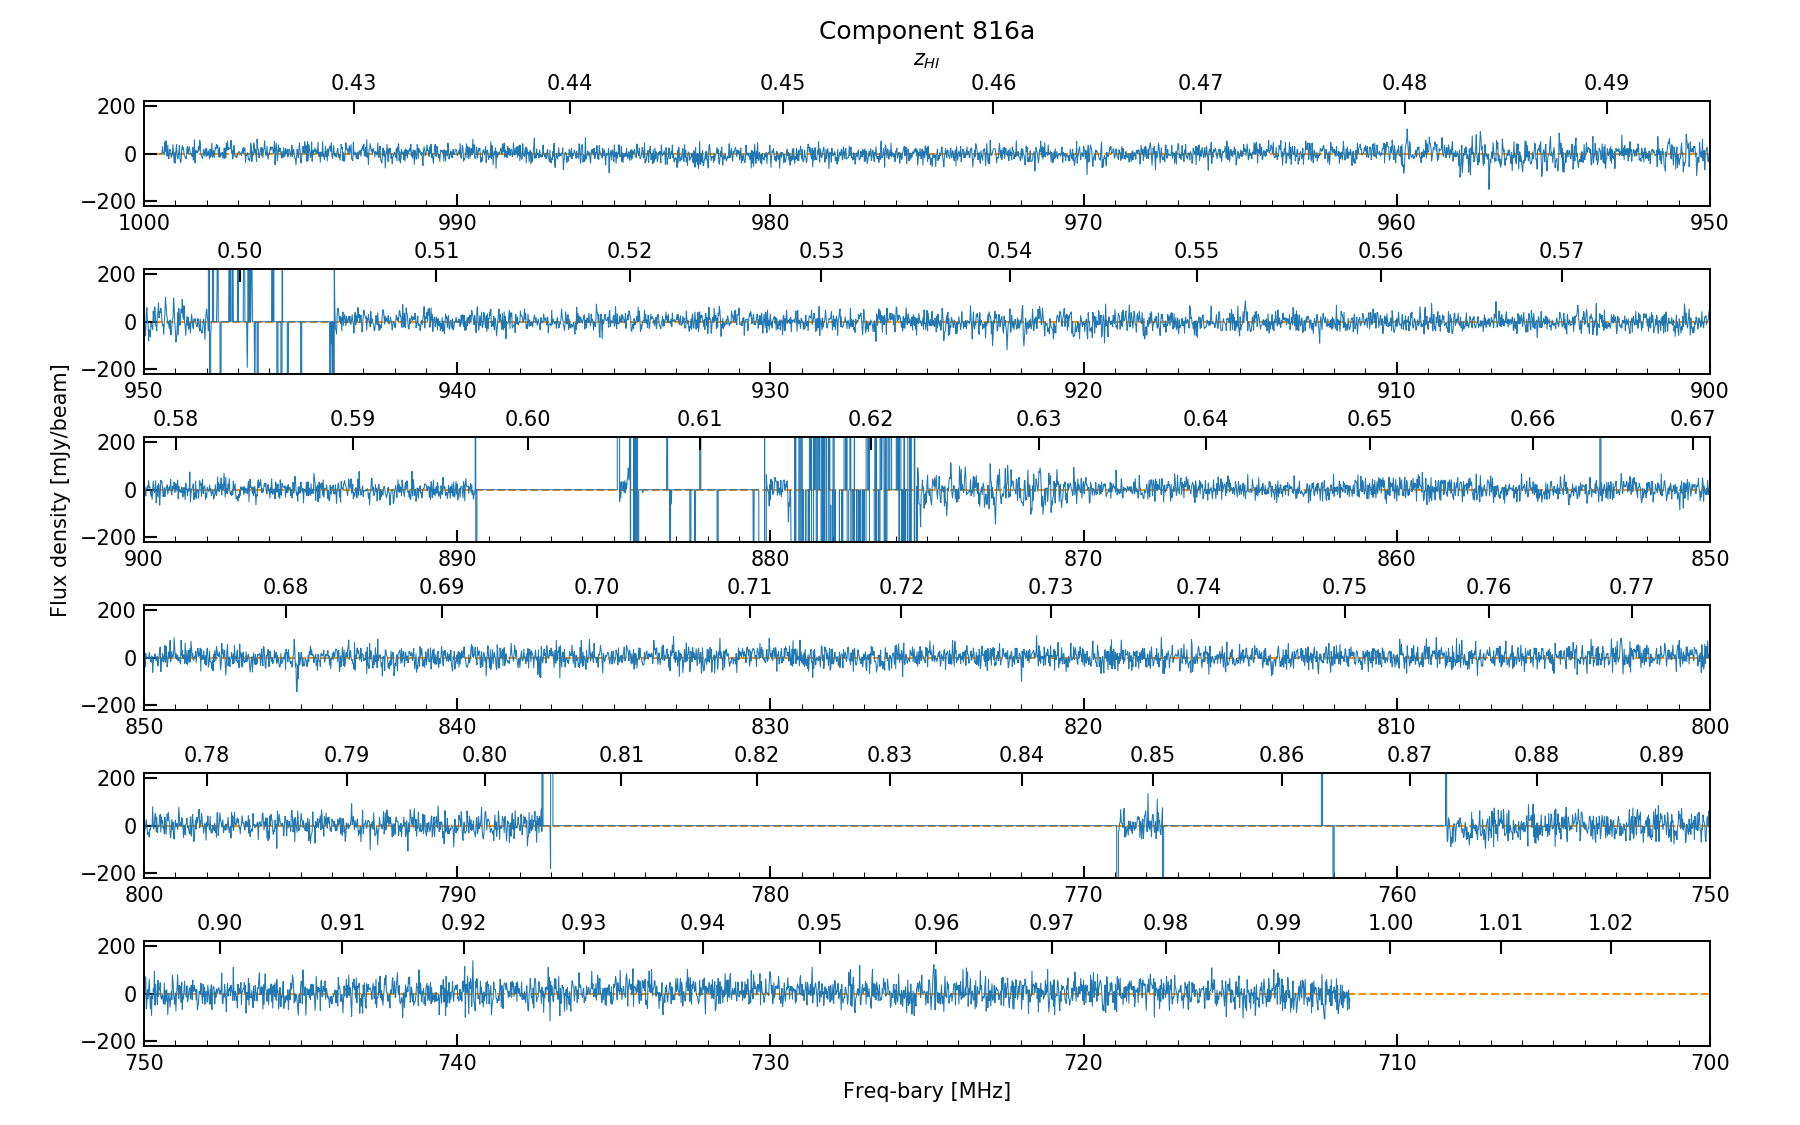 Component 816a
z_HI
0.43 0.44 0.45 0.46 0.47 0.48 0.49
200
0
−200
1000 990 980 970 960 950
0.50 0.51 0.52 0.53 0.54 0.55 0.56 0.57
200
0
−200
950 940 930 920 910 900
0.58 0.59 0.60 0.61 0.62 0.63 0.64 0.65 0.66 0.67
200
0
−200
900 890 880 870 860 850
Flux density [mJy/beam]
0.68 0.69 0.70 0.71 0.72 0.73 0.74 0.75 0.76 0.77
200
0
−200
850 840 830 820 810 800
0.78 0.79 0.80 0.81 0.82 0.83 0.84 0.85 0.86 0.87 0.88 0.89
200
0
−200
800 790 780 770 760 750
0.90 0.91 0.92 0.93 0.94 0.95 0.96 0.97 0.98 0.99 1.00 1.01 1.02
200
0
−200
750 740 730 720 710 700
Freq-bary [MHz]